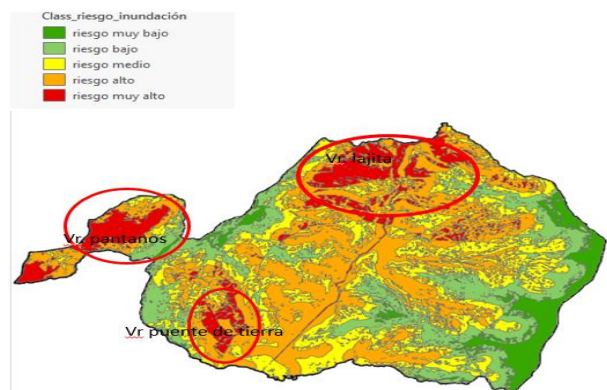 Class_riesgo_inundación
riesgo muy bajo
riesgo bajo
riesgo medio
riesgo alto
riesgo muy alto
Vr. lajita
Vr. pantanos
Vr puente de tierra